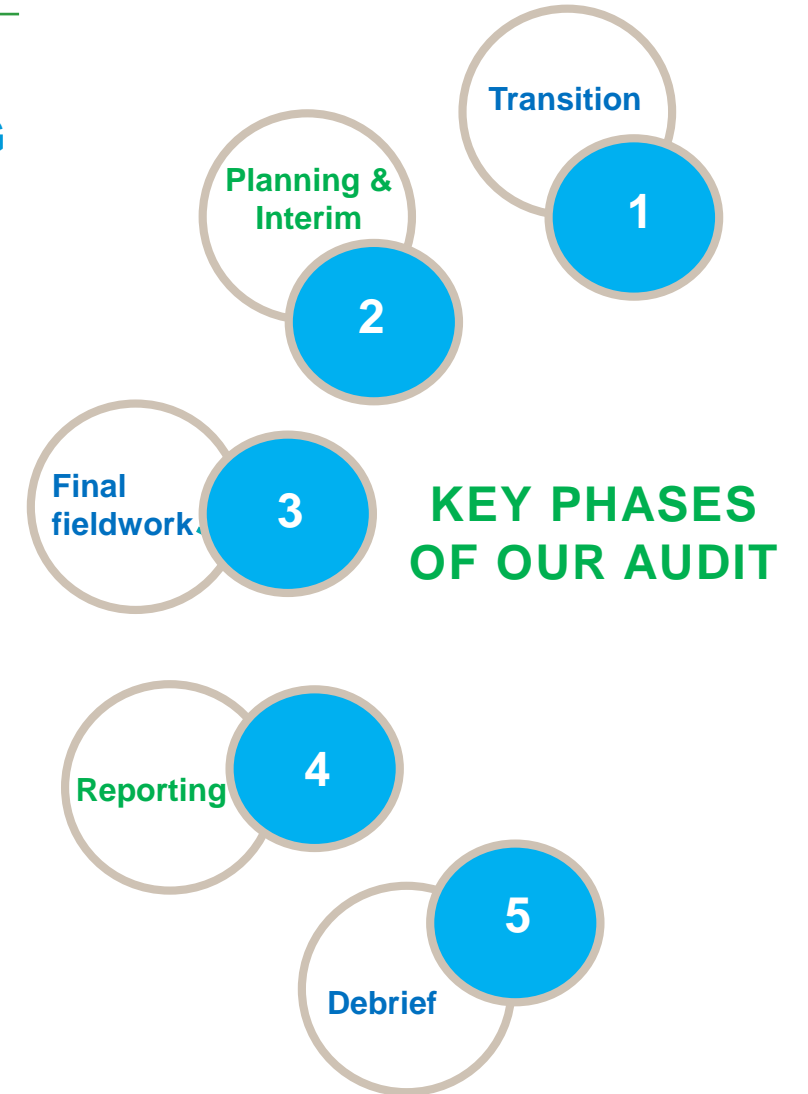 G
Transition
1
Planning &
Interim
2
Final
fieldwork
3
KEY PHASES
OF OUR AUDIT
Reporting
4
5
Debrief